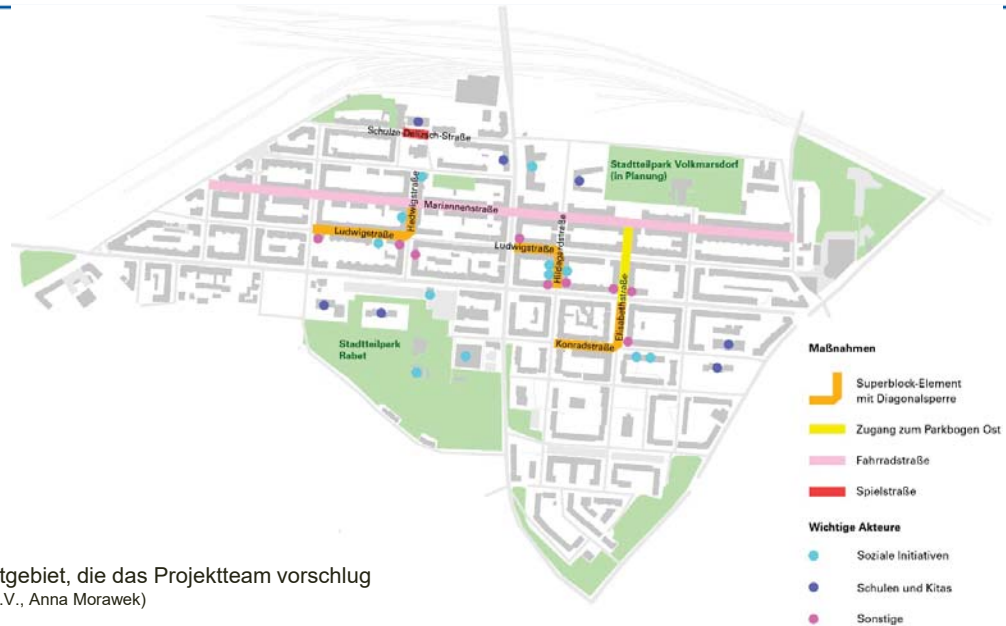 Schulze-Delitzsch-Straße
Stadtteilpark Volkmarsdorf
(in Planung)
Hedwigstraße
Mariennenstraße
Ludwigstraße
Ludwigstraße
Hildegardstraße
Elisabethstraße
Konradstraße
Stadtteilpark
Rabet
Maßnahmen
Superblock-Element
mit Diagonalsperre
Zugang zum Parkbogen Ost
Fahrradstraße
Spielstraße
Wichtige Akteure
Soziale Initiativen
Schulen und Kitas
Sonstige
tgebiet, die das Projektteam vorschlug
.V., Anna Morawek)